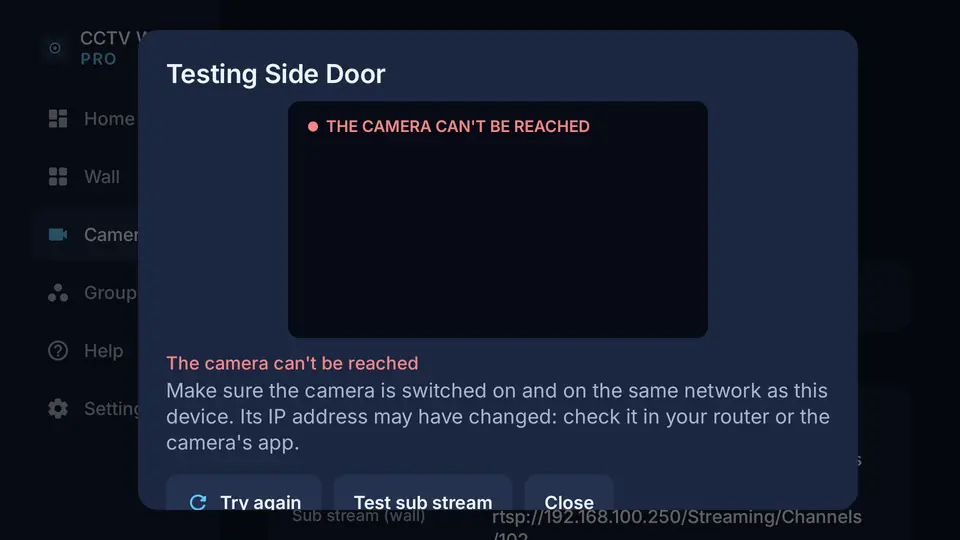 CCTV
PRO
Testing Side Door
THE CAMERA CAN'T BE REACHED
Home
Wall
Camer
Group
Help
Setting
The camera can't be reached
Make sure the camera is switched on and on the same network as this
device. Its IP address may have changed: check it in your router or the
camera's app.
Try again
Test sub stream
Close
Sub stream (wall)
rtsp://192.168.100.250/Streaming/Channels
/102